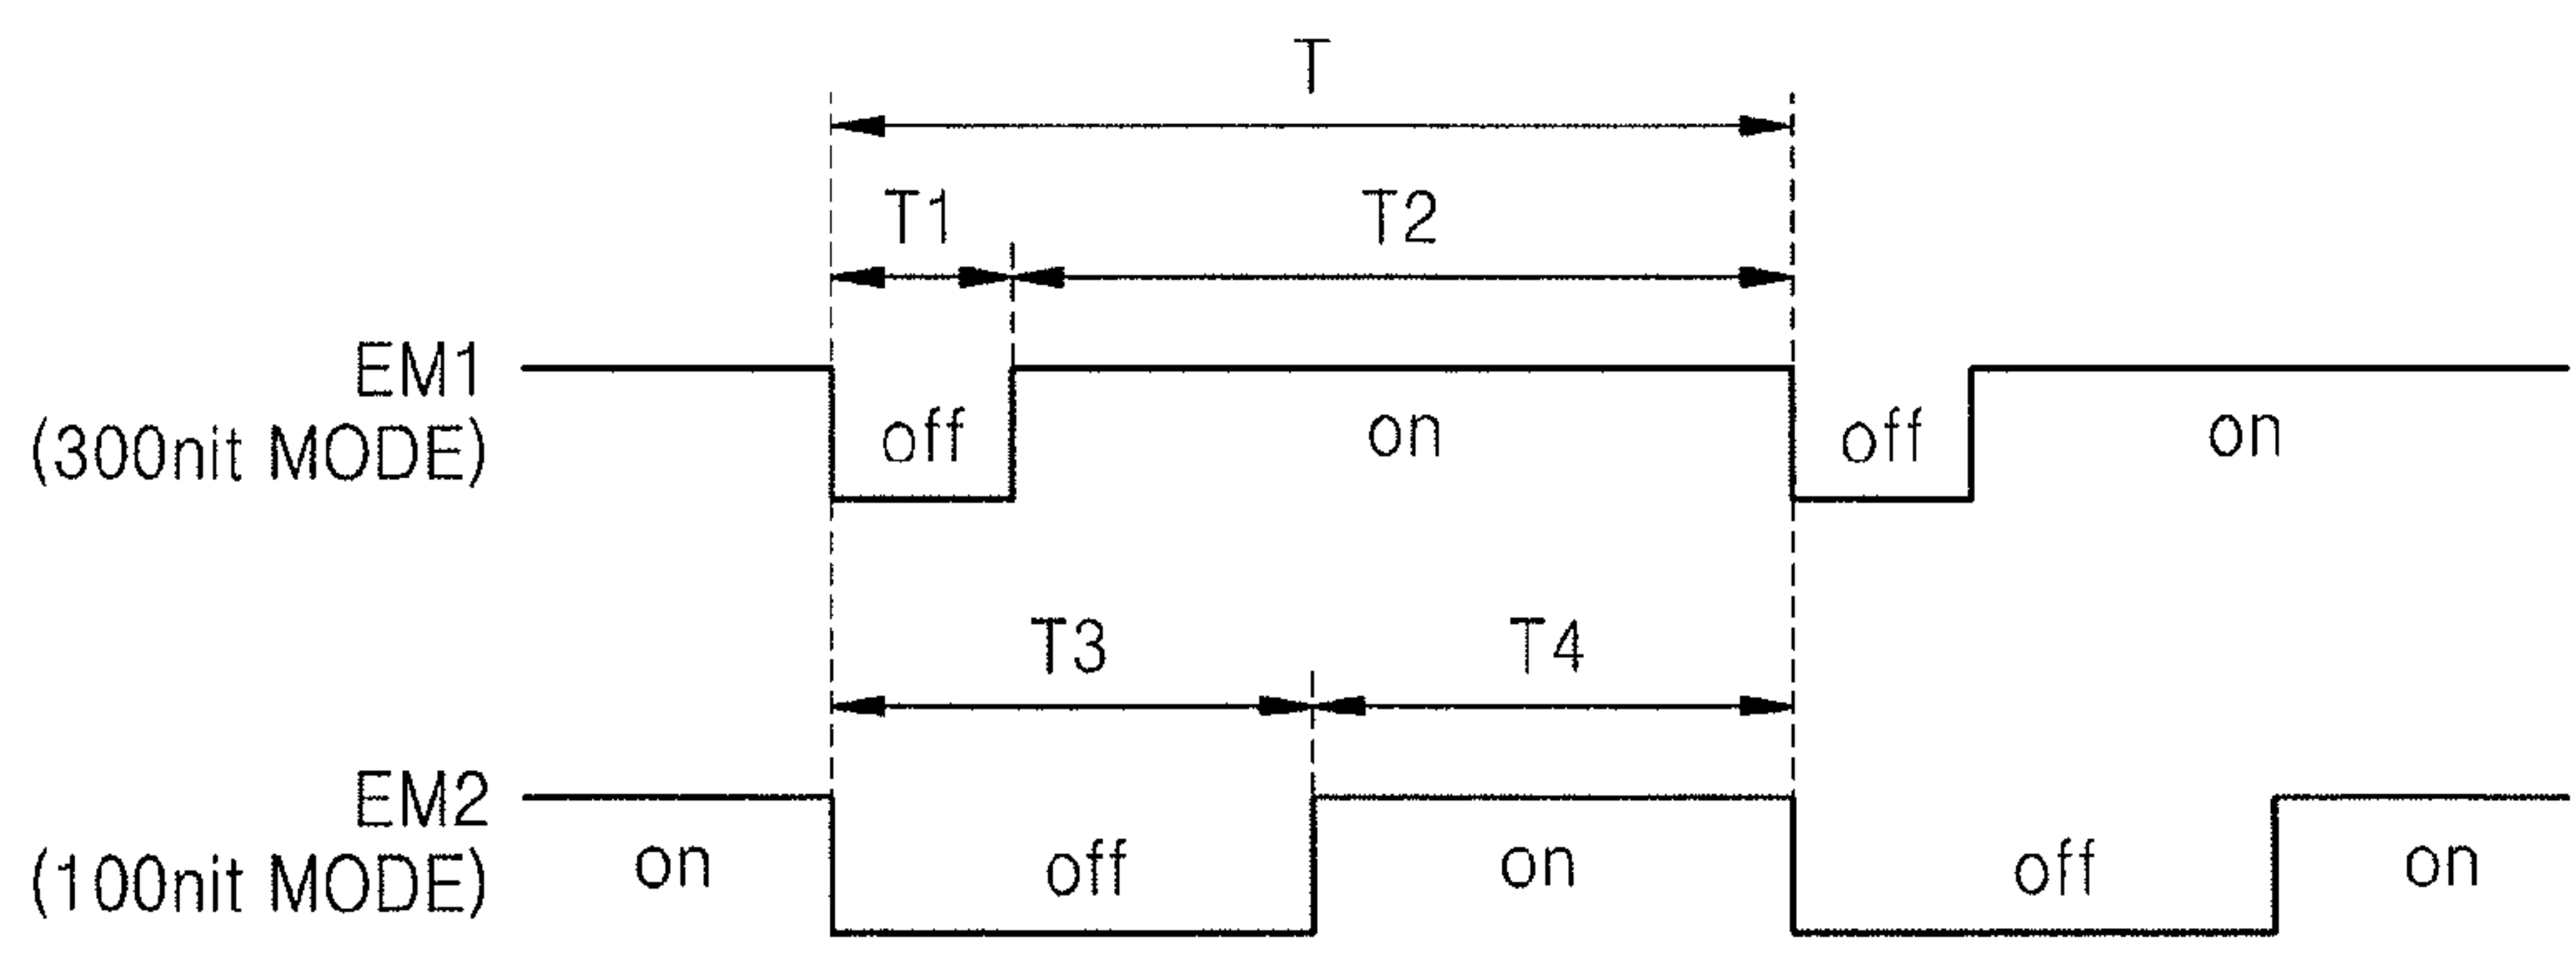 T
T1 T2
EM1
(300nit MODE)
off on off on
T3 T4
EM2
(100nit MODE)
on off on off on